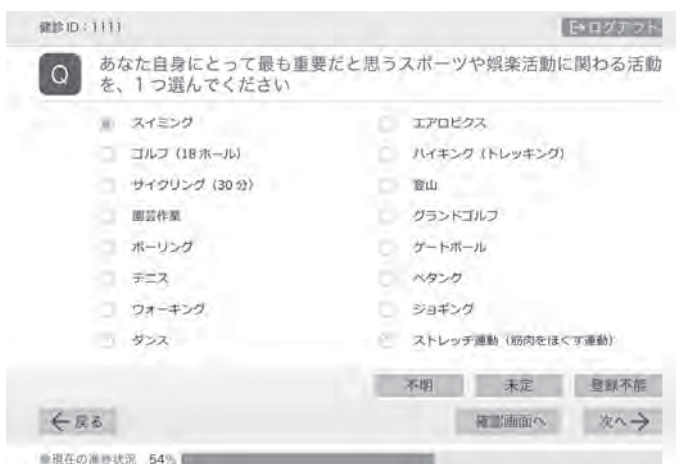 健診ID:1111
ログアウト
Q
あなた自身にとって最も重要だと思うスポーツや娯楽活動に関わる活動
を、1つ選んでください
スイミング
エアロビクス
ゴルフ(18ホール)
ハイキング(トレッキング)
サイクリング(30分)
登山
園芸作業
グランドゴルフ
ボーリング
ゲートボール
テニス
ペタンク
ウォーキング
ジョギング
ダンス
ストレッチ運動(筋肉をほぐす運動)
不明
未定
登録不能
←戻る
確認画面へ
次へ→
現在の進捗状況 54%